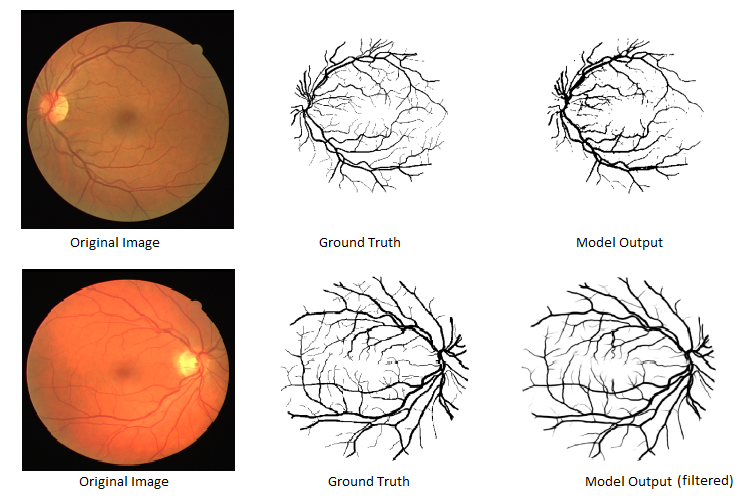 Original Image
Ground Truth
Model Output
Original Image
Ground Truth
Model Output (filtered)